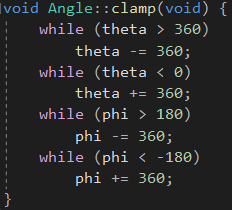 void Angle::clamp(void) {
    while (theta > 360)
        theta -= 360;
    while (theta < 0)
        theta += 360;
    while (phi > 180)
        phi -= 360;
    while (phi < -180)
        phi += 360;
}